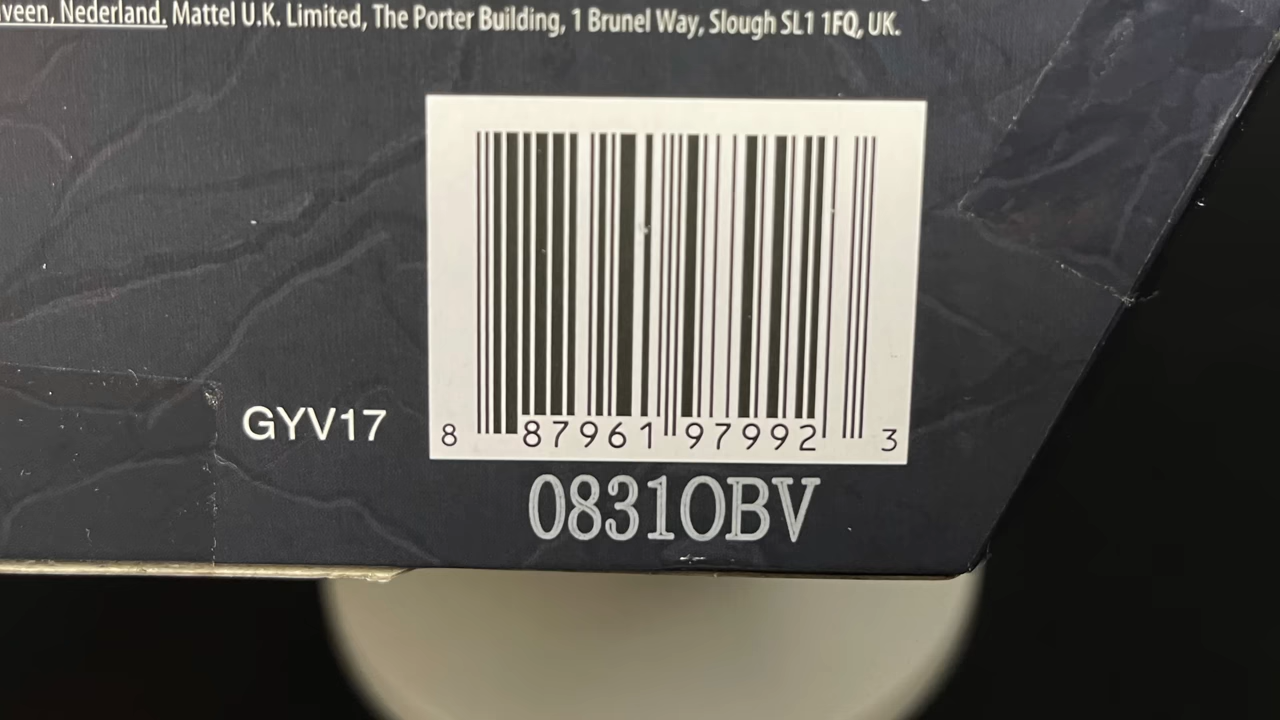 veen, Nederland. Mattel U.K. Limited, The Porter Building, 1 Brunel Way, Slough SL1 1FQ, UK.
GYV17
8 87961 97992 3
0831OBV